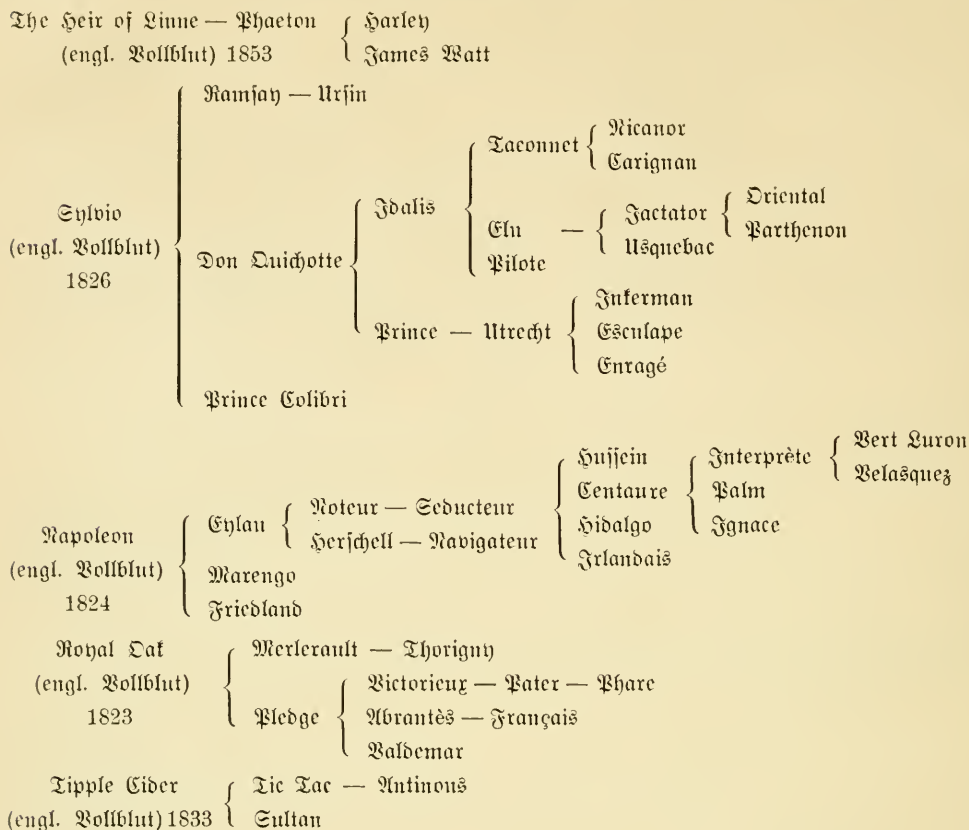 The Heir of Linne — Phaeton { Harley
(engl. Vollblut) 1853 { James Watt
Ramsay — Ursin
Taconnet { Nicanor
Carignan
Sylvio
(engl. Vollblut)
1826
Don Quichotte
Idalis
Elu — { Jactator { Oriental
Usquebac { Parthenon
Pilote
Prince — Utrecht { Inkerman
Esculape
Enragé
Prince Colibri
Napoleon
(engl. Vollblut)
1824
Eylau { Noteur — Seducteur
Herschell — Navigateur
Hussein
Centaure
Hidalgo
Irlandais
Interprète { Vert Luron
Velasquez
Palm
Ignace
Marengo
Friedland
Royal Oak
(engl. Vollblut)
1823
Merlerault — Thorigny
Pledge { Victorieux — Pater — Phare
Abrantès — Français
Valdemar
Tipple Cider { Tic Tac — Antinous
(engl. Vollblut) 1833 { Sultan